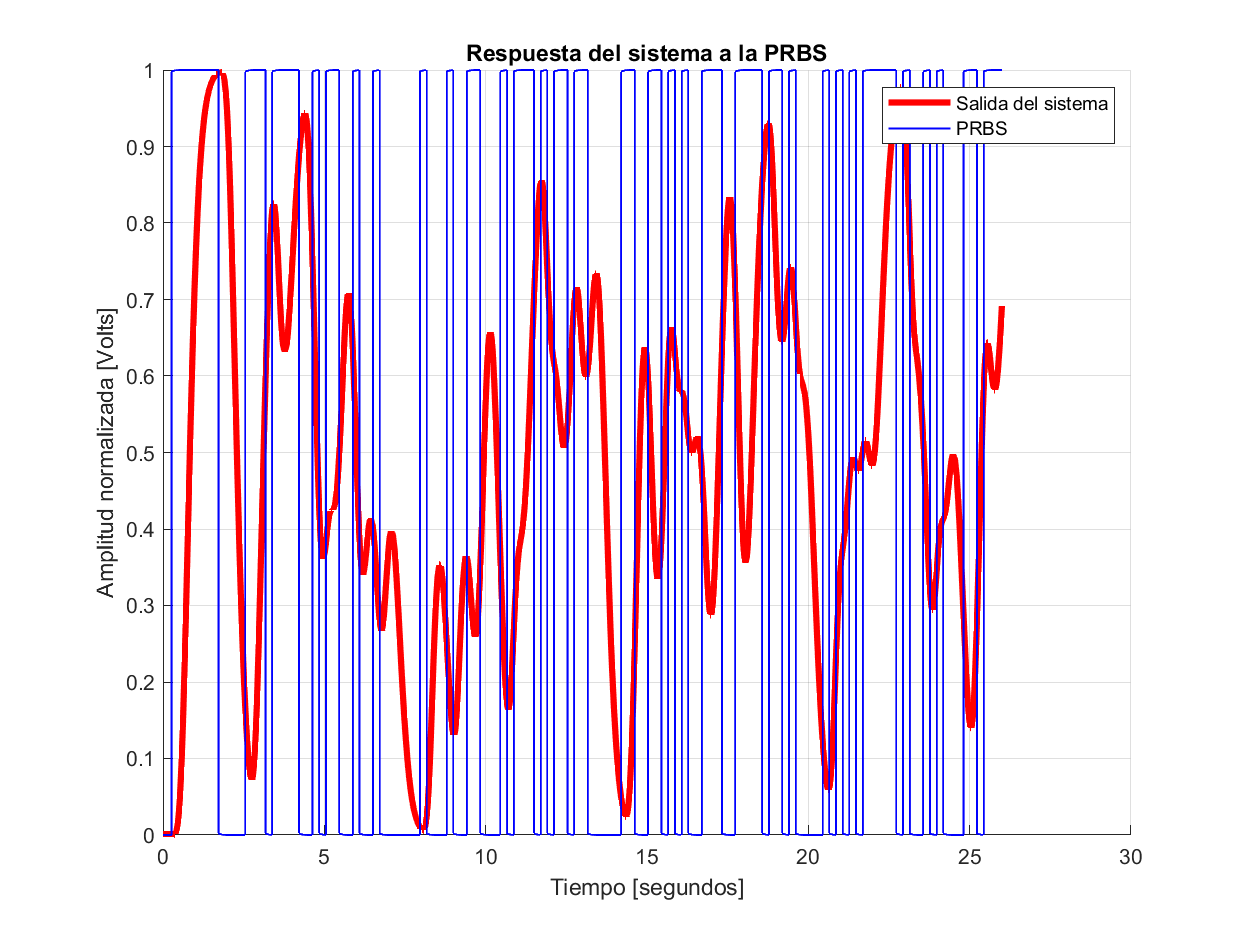 Respuesta del sistema a la PRBS
Salida del sistema
PRBS
Amplitud normalizada [Volts]
1
0.9
0.8
0.7
0.6
0.5
0.4
0.3
0.2
0.1
0
0 5 10 15 20 25 30
Tiempo [segundos]